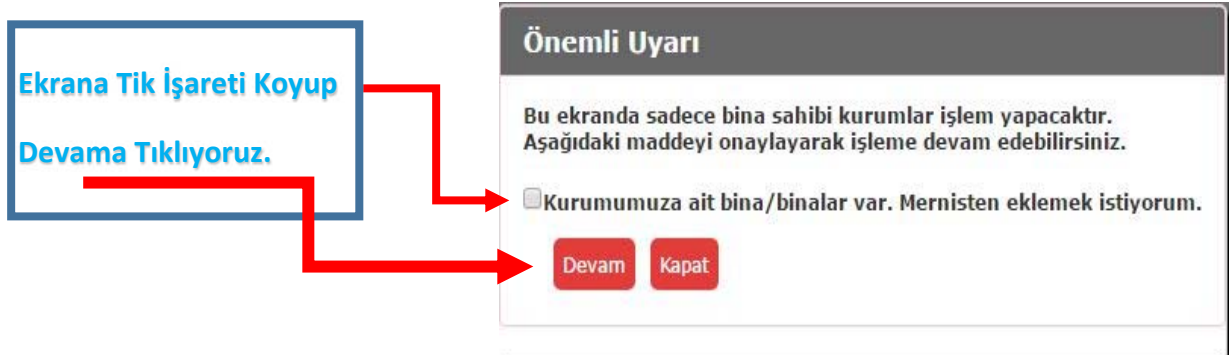 Ekrana Tik İşareti Koyup
Devama Tıklıyoruz.
Önemli Uyarı
Bu ekranda sadece bina sahibi kurumlar işlem yapacaktır.
Aşağıdaki maddeyi onaylayarak işleme devam edebilirsiniz.
Kurumumuza ait bina/binalar var. Mernisten eklemek istiyorum.
Devam Kapat